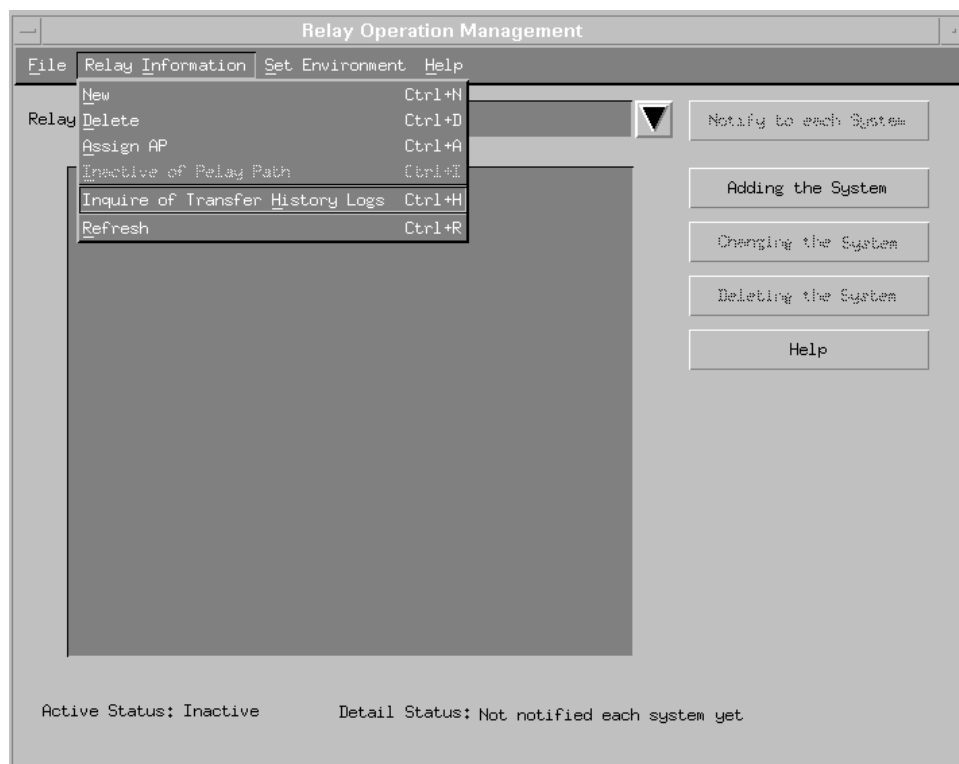 Relay Operation Management
File Relay Information Set Environment Help
New Ctrl+N
Relay
Delete Ctrl+D
Assign AP Ctrl+A
Inactive of Relay Path Ctrl+I
Inquire of Transfer History Logs Ctrl+H
Refresh Ctrl+R
Notify to each System
Adding the System
Changing the System
Deleting the System
Help
Active Status: Inactive Detail Status: Not notified each system yet